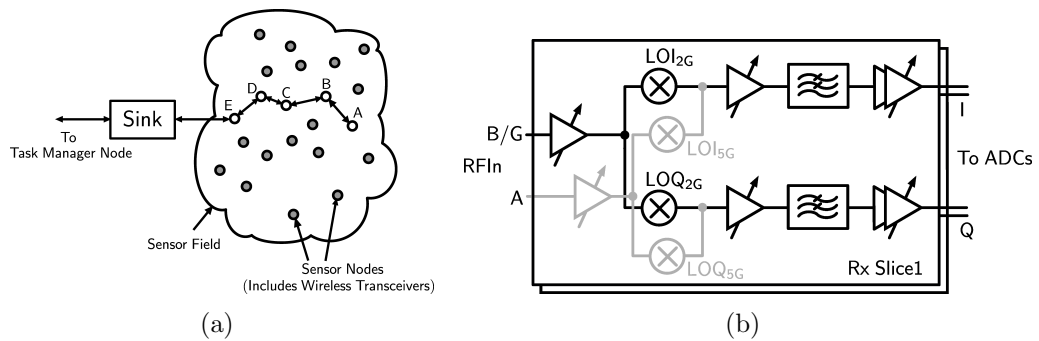 D
C
B
A
E
Sink
To
Task Manager Node
Sensor Field
Sensor Nodes
(Includes Wireless Transceivers)
(a)
LOI2G
B/G
RFIn
LOI5G
I
A
LOQ2G
To ADCs
Q
LOQ5G
Rx Slice1
(b)